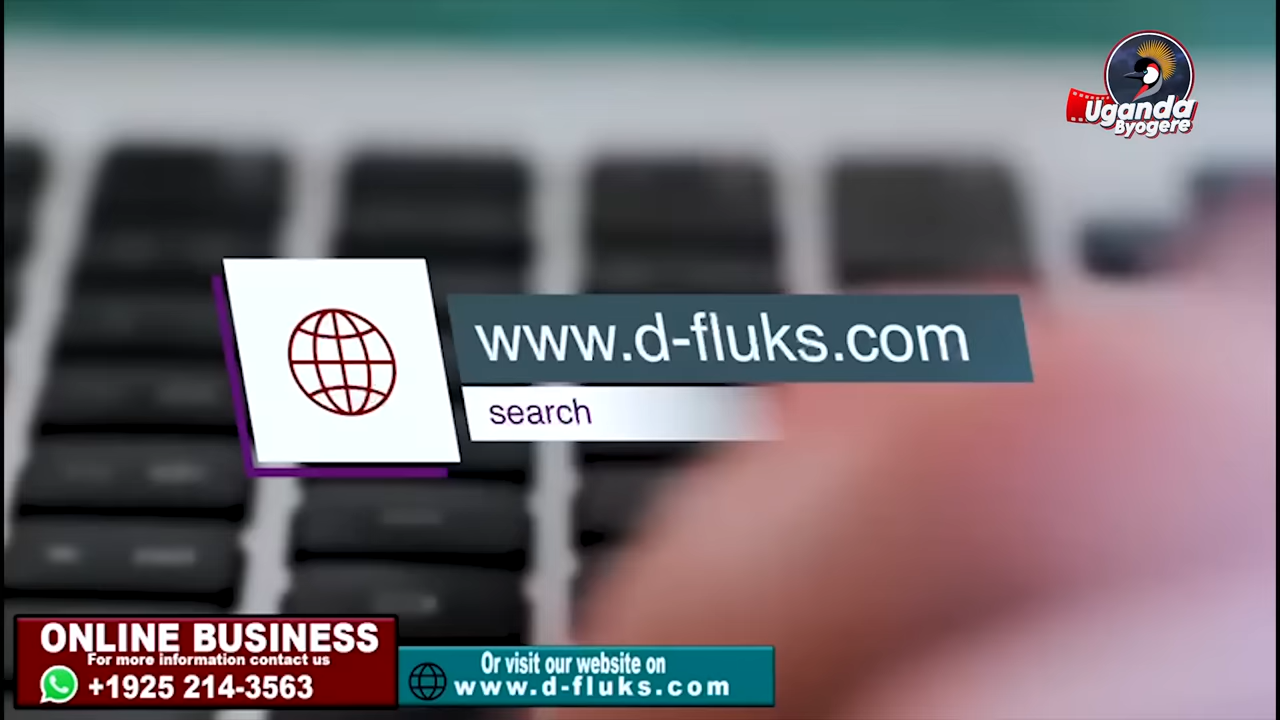 Uganda
Byogere
www.d-fluks.com
search
ONLINE BUSINESS
For more information contact us
+1925 214-3563
Or visit our website on
www.d-fluks.com